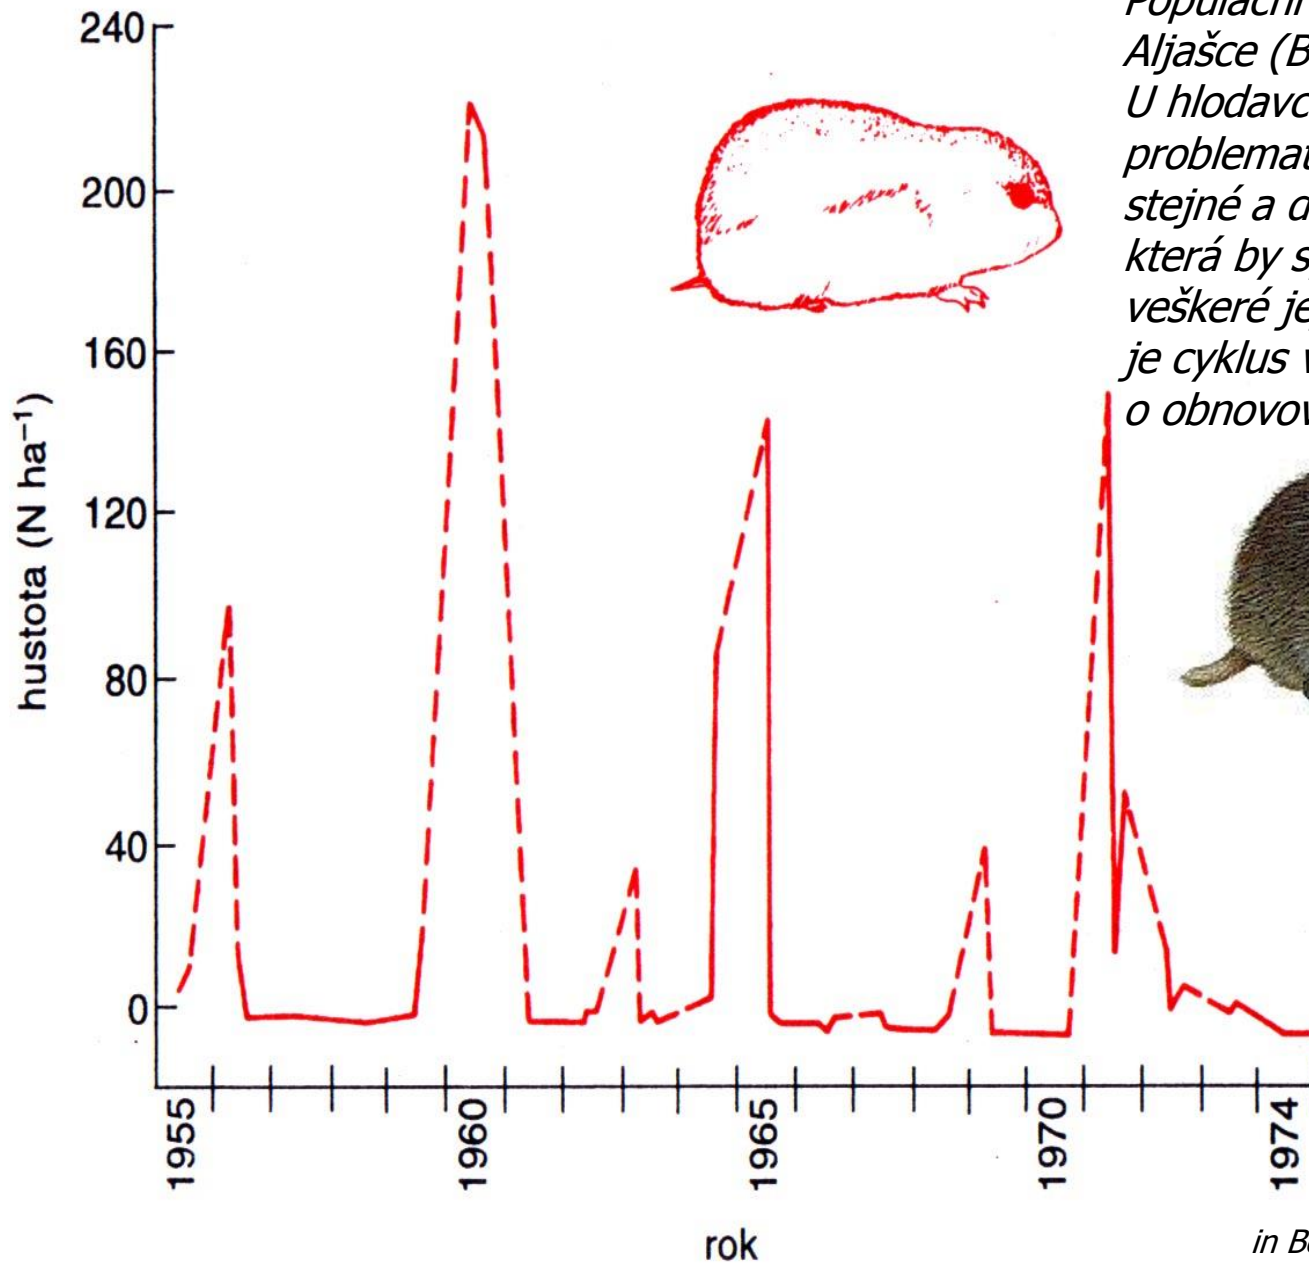 240
200
160
120
80
40
0
hustota (N ha⁻¹)
1955
1960
1965
1970
1974
rok
Populační
Aljašce (B
U hlodavc
problemat
stejné a d
která by s
veškeré je
je cyklus v
o obnovov
in B